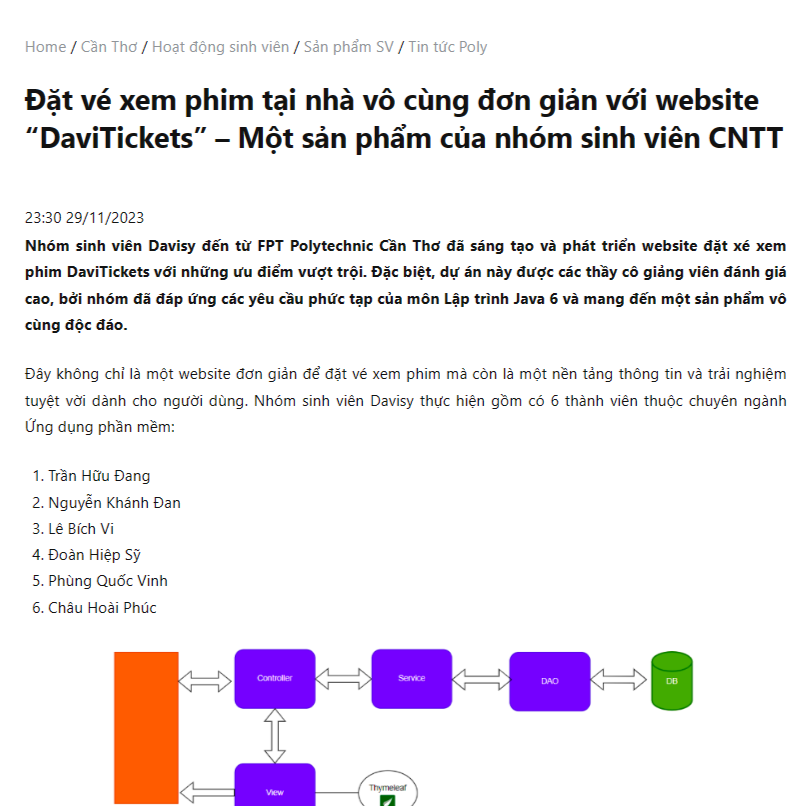 Home / Cần Thơ / Hoạt động sinh viên / Sản phẩm SV / Tin tức Poly
Đặt vé xem phim tại nhà vô cùng đơn giản với website
“DaviTickets” – Một sản phẩm của nhóm sinh viên CNTT
23:30 29/11/2023
Nhóm sinh viên Davisy đến từ FPT Polytechnic Cần Thơ đã sáng tạo và phát triển website đặt xé xem
phim DaviTickets với những ưu điểm vượt trội. Đặc biệt, dự án này được các thầy cô giảng viên đánh giá
cao, bởi nhóm đã đáp ứng các yêu cầu phức tạp của môn Lập trình Java 6 và mang đến một sản phẩm vô
cùng độc đáo.
Đây không chỉ là một website đơn giản để đặt vé xem phim mà còn là một nền tảng thông tin và trải nghiệm
tuyệt vời dành cho người dùng. Nhóm sinh viên Davisy thực hiện gồm có 6 thành viên thuộc chuyên ngành
Ứng dụng phần mềm:
1. Trần Hữu Đang
2. Nguyễn Khánh Đan
3. Lê Bích Vi
4. Đoàn Hiệp Sỹ
5. Phùng Quốc Vinh
6. Châu Hoài Phúc
Controller
Service
DAO
DB
View
Thymeleaf